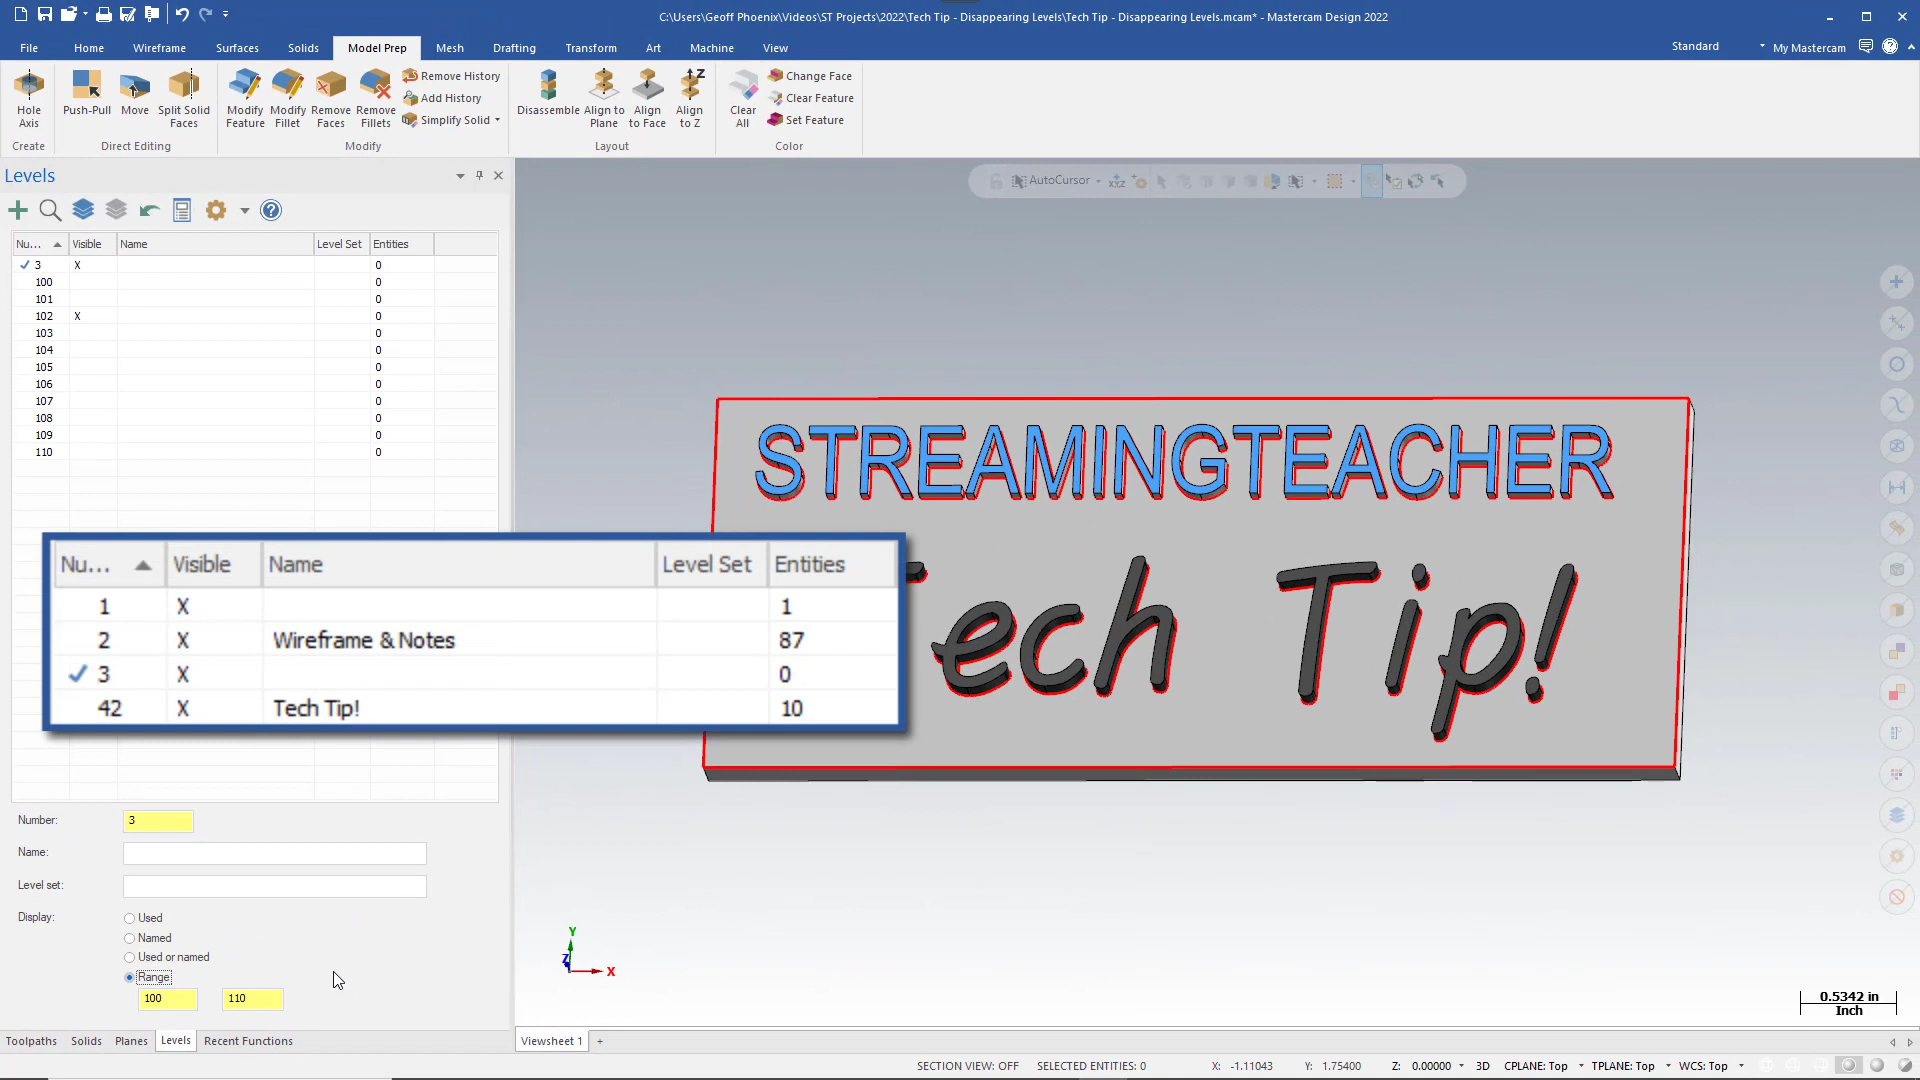 C:\Users\Geoff Phoenix\Videos\ST Projects\2022\Tech Tip - Disappearing Levels\Tech Tip - Disappearing Levels.mcam* - Mastercam Design 2022
File Home Wireframe Surfaces Solids Model Prep Mesh Drafting Transform Art Machine View Standard My Mastercam
Hole Axis
Push-Pull
Move
Split Solid Faces
Modify Feature
Modify Fillet
Remove Faces
Remove Fillets
Remove History
Add History
Simplify Solid
Disassemble
Align to Plane
Align to Face
Align to Z
Clear All
Change Face
Clear Feature
Set Feature
Create Direct Editing Modify Layout Color
Levels
AutoCursor
Nu... Visible Name Level Set Entities
3 X 0
100 0
101 0
102 X 0
103 0
104 0
105 0
106 0
107 0
108 0
109 0
110 0
STREAMINGTEACHER
Tech Tip!
Nu... Visible Name Level Set Entities
1 X 1
2 X Wireframe & Notes 87
3 X 0
42 X Tech Tip! 10
Number: 3
Name:
Level set:
Display: Used
Named
Used or named
Range
100 110
Y
Z
X
0.5342 in
Inch
Toolpaths Solids Planes Levels Recent Functions
Viewsheet 1 +
SECTION VIEW: OFF SELECTED ENTITIES: 0 X: -1.11043 Y: 1.75400 Z: 0.00000 3D CPLANE: Top TPLANE: Top WCS: Top